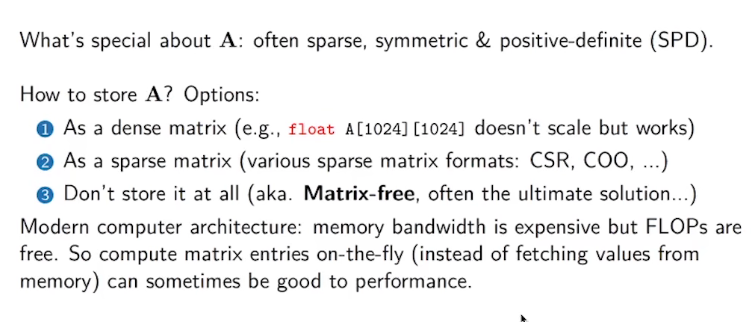 What's special about A: often sparse, symmetric & positive-definite (SPD).
How to store A? Options:
1 As a dense matrix (e.g., float A[1024][1024] doesn't scale but works)
2 As a sparse matrix (various sparse matrix formats: CSR, COO, ...)
3 Don't store it at all (aka. Matrix-free, often the ultimate solution...)
Modern computer architecture: memory bandwidth is expensive but FLOPs are
free. So compute matrix entries on-the-fly (instead of fetching values from
memory) can sometimes be good to performance.